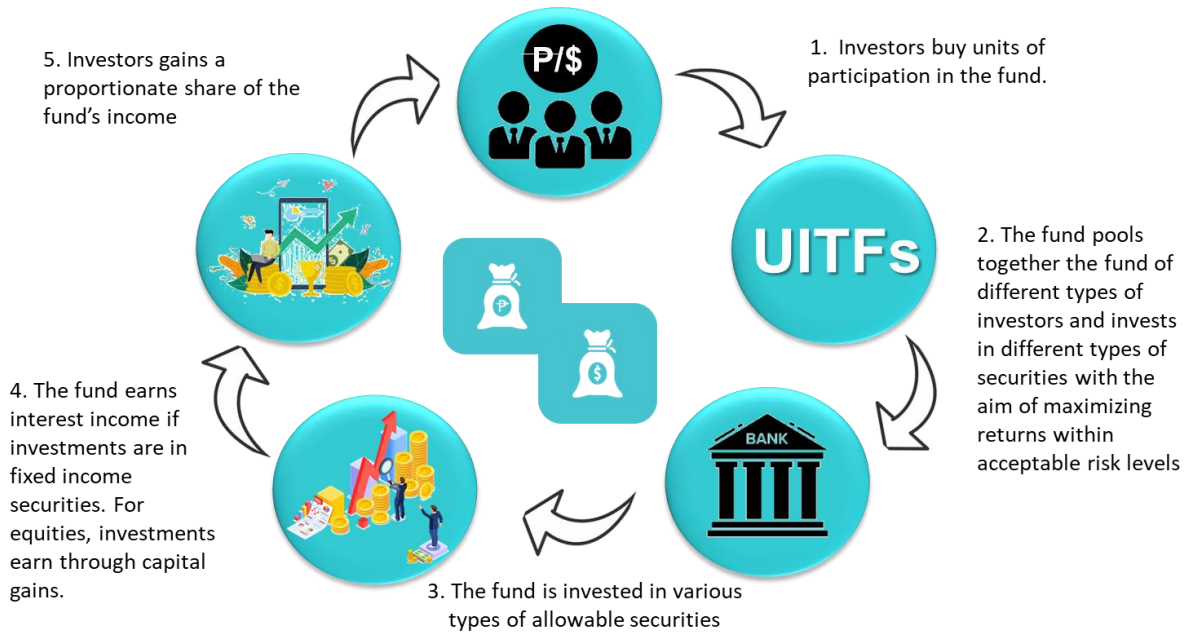 P/$
1. Investors buy units of
participation in the fund.
UITFs
2. The fund pools
together the fund of
different types of
investors and invests
in different types of
securities with the
aim of maximizing
returns within
acceptable risk levels
BANK
3. The fund is invested in various
types of allowable securities
4. The fund earns
interest income if
investments are in
fixed income
securities. For
equities, investments
earn through capital
gains.
5. Investors gains a
proportionate share of the
fund's income
₱
$